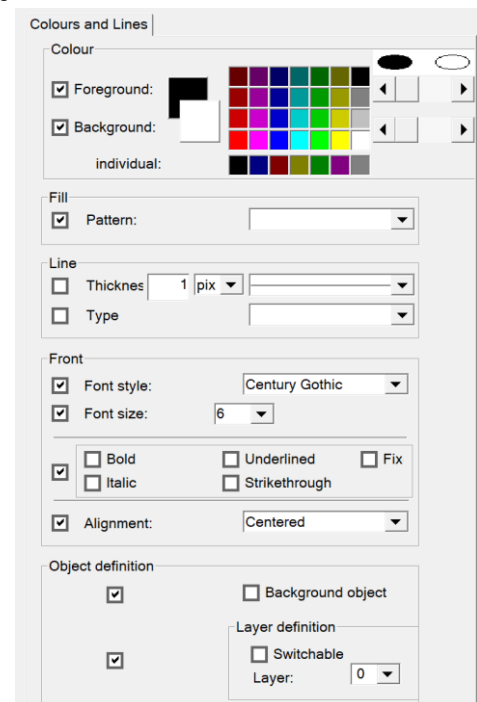 Colours and Lines
Colour
Foreground:
Background:
individual:
Fill
Pattern:
Line
Thicknes 1 pix
Type
Front
Font style: Century Gothic
Font size: 6
Bold Underlined Fix
Italic Strikethrough
Alignment: Centered
Object definition
Background object
Layer definition
Switchable
Layer: 0